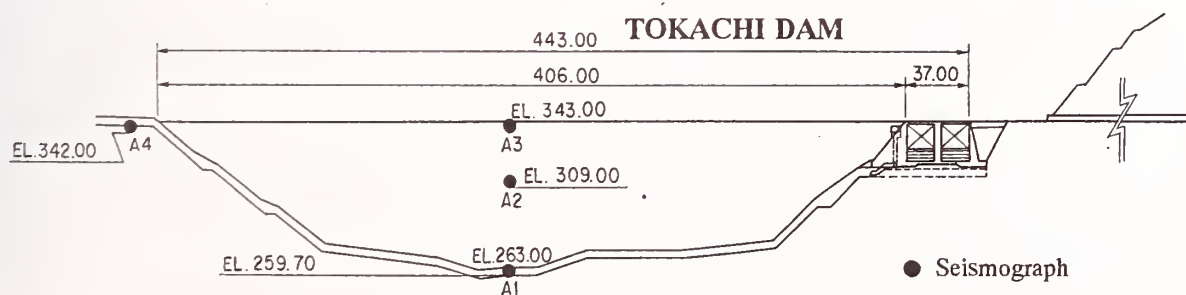 TOKACHI DAM
443.00
406.00
37.00
EL. 343.00
A3
A4
EL.342.00
EL. 309.00
A2
EL.263.00
EL. 259.70
A1
Seismograph